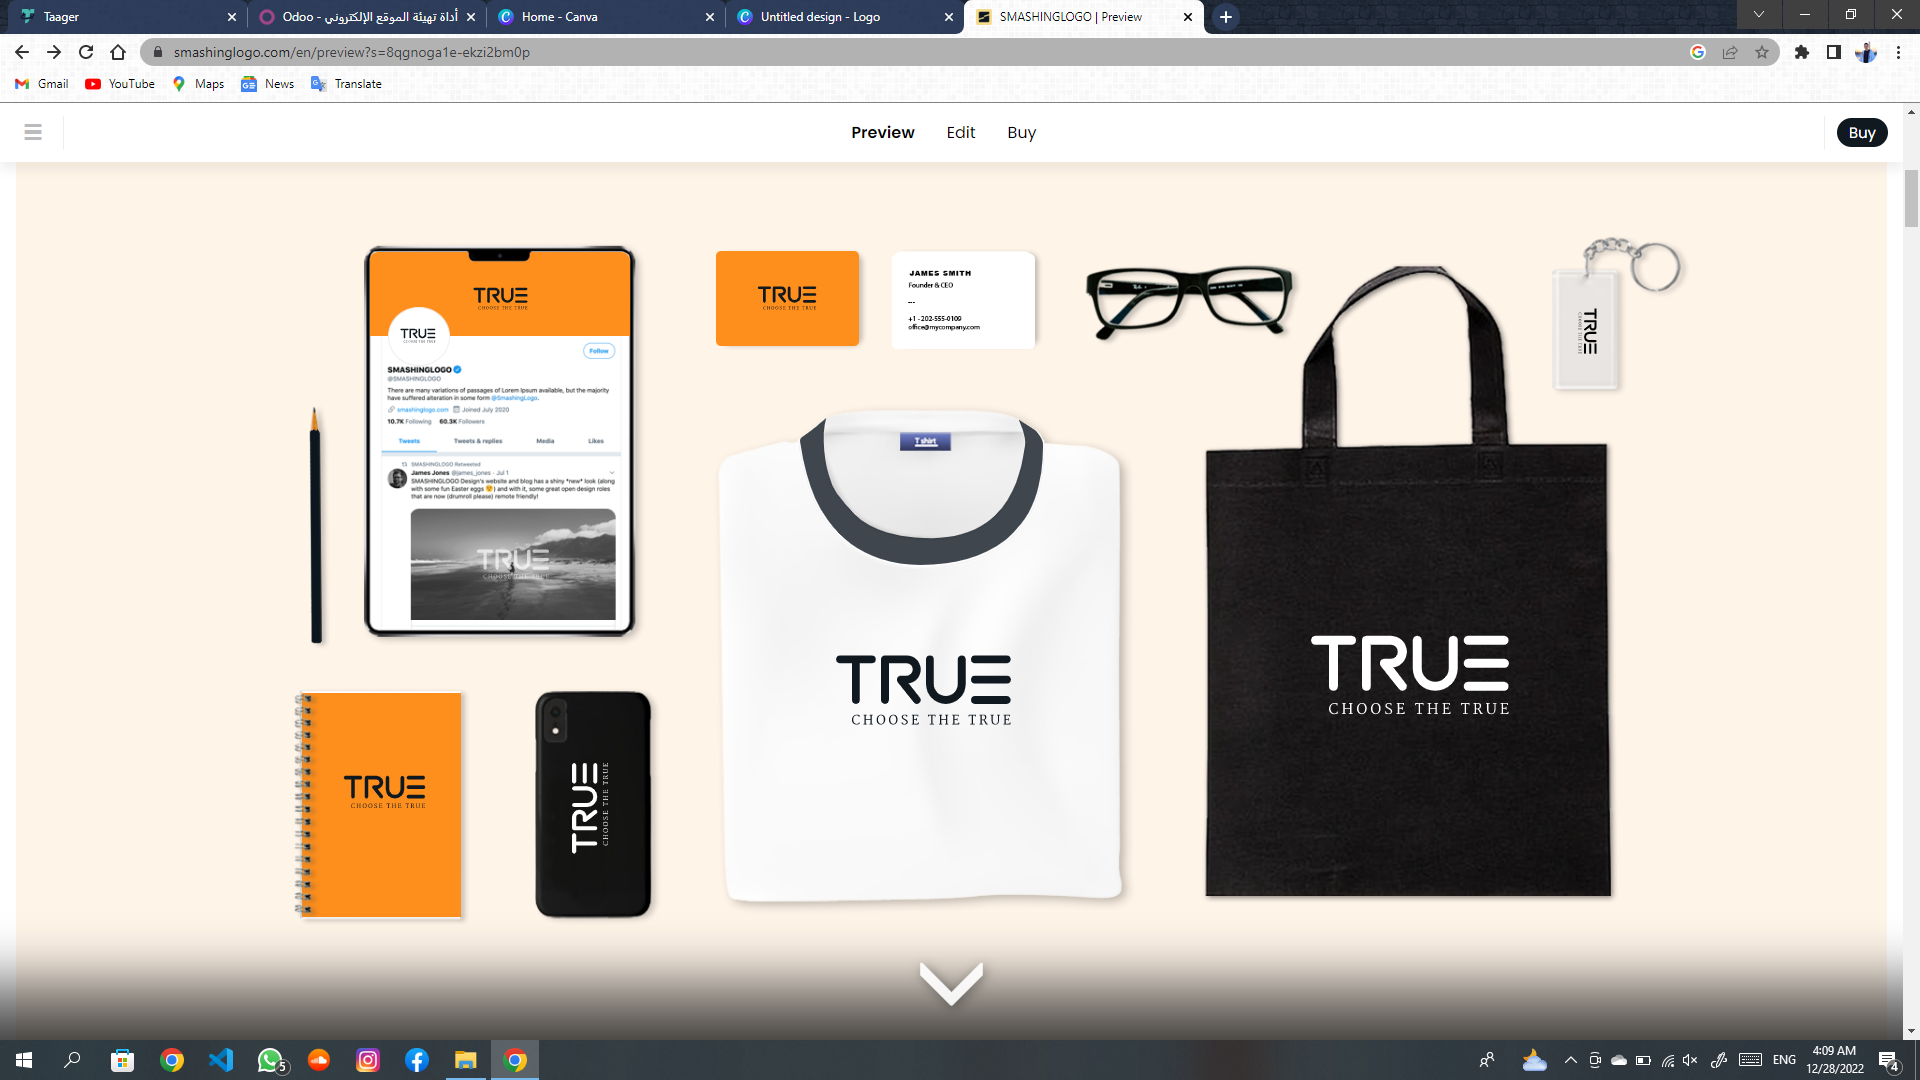 Taager
Odoo - أداة تهيئة الموقع الإلكتروني
Home - Canva
Untitled design - Logo
SMASHINGLOGO | Preview
smashinglogo.com/en/preview?s=8qgnoga1e-ekzi2bm0p
Gmail
YouTube
Maps
News
Translate
Preview
Edit
Buy
Buy
TRUE
CHOOSE THE TRUE
TRUE
CHOOSE THE TRUE
Follow
SMASHINGLOGO
@SMASHINGLOGO
There are many variations of passages of Lorem Ipsum available, but the majority
have suffered alteration in some form @SmashingLogo.
smashinglogo.com Joined July 2020
10.7K Following 60.3K Followers
Tweets Tweets & replies Media Likes
SMASHINGLOGO Retweeted
James Jones @james_jones · Jul 1
SMASHINGLOGO Design's website and blog has a shiny *new* look (along
with some fun Easter eggs 😉) and with it, some great open design roles
that are now (drumroll please) remote friendly!
TRUE
CHOOSE THE TRUE
TRUE
CHOOSE THE TRUE
JAMES SMITH
Founder & CEO
---
+1 - 202-555-0109
office@mycompany.com
TRUE
CHOOSE THE TRUE
T shirt
TRUE
CHOOSE THE TRUE
TRUE
CHOOSE THE TRUE
TRUE
CHOOSE THE TRUE
TRUE
CHOOSE THE TRUE
5
ENG
4:09 AM
12/28/2022
4